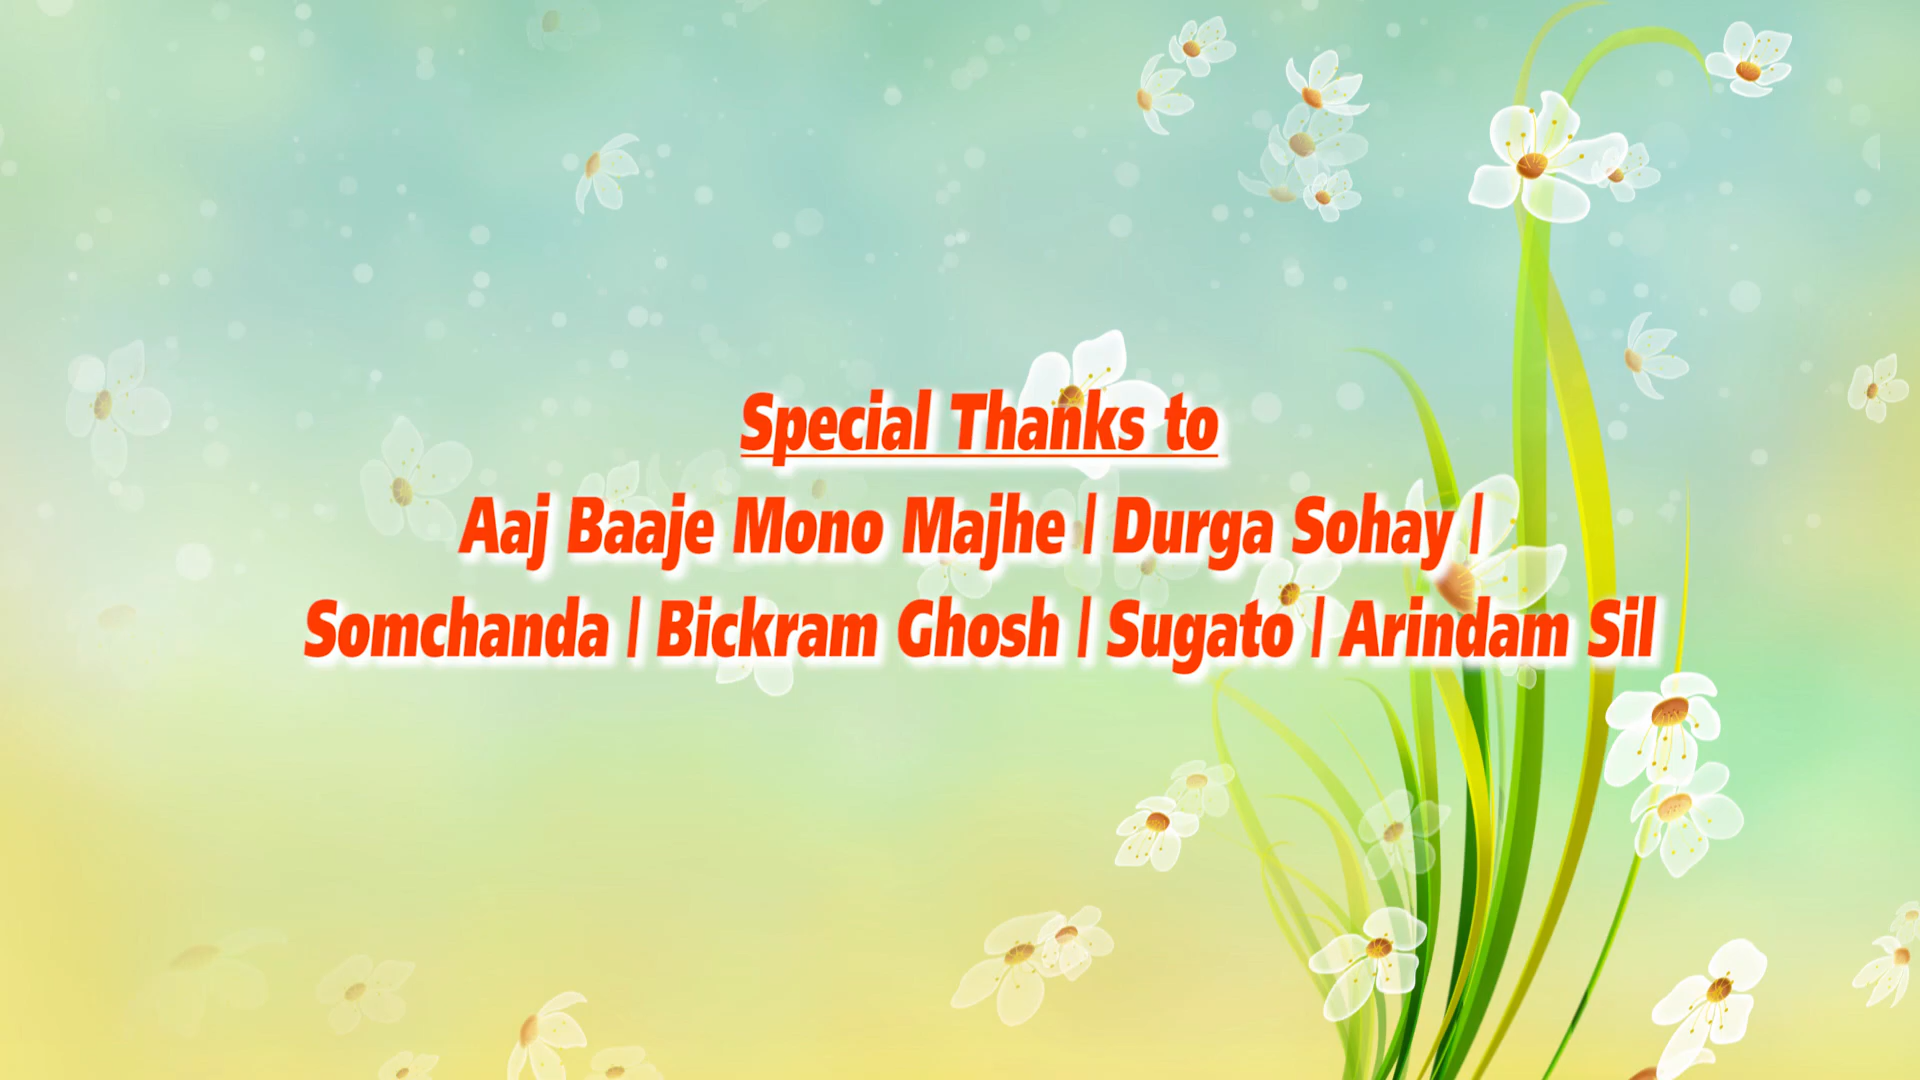 Special Thanks to
Aaj Baaje Mono Majhe | Durga Sohay |
Somchanda | Bickram Ghosh | Sugato | Arindam Sil